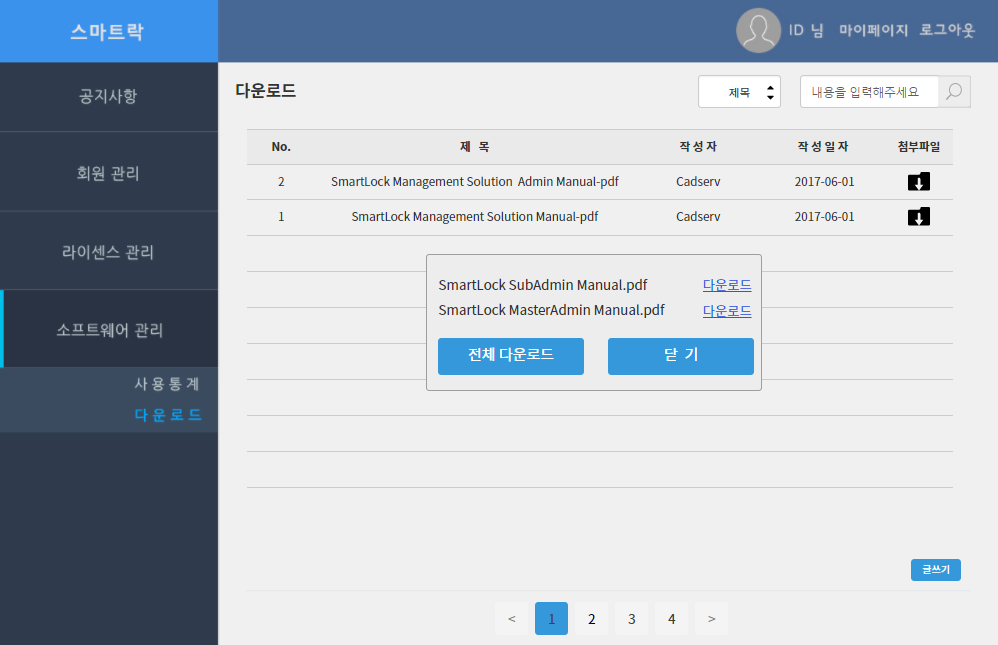 스마트락
ID 님 마이페이지 로그아웃
공지사항
회원 관리
라이센스 관리
소프트웨어 관리
사용통계
다운로드
다운로드
제목
내용을 입력해주세요
No. 제 목 작성자 작성일자 첨부파일
2 SmartLock Management Solution Admin Manual-pdf Cadserv 2017-06-01
1 SmartLock Management Solution Manual-pdf Cadserv 2017-06-01
SmartLock SubAdmin Manual.pdf 다운로드
SmartLock MasterAdmin Manual.pdf 다운로드
전체 다운로드 닫 기
글쓰기
< 1 2 3 4 >